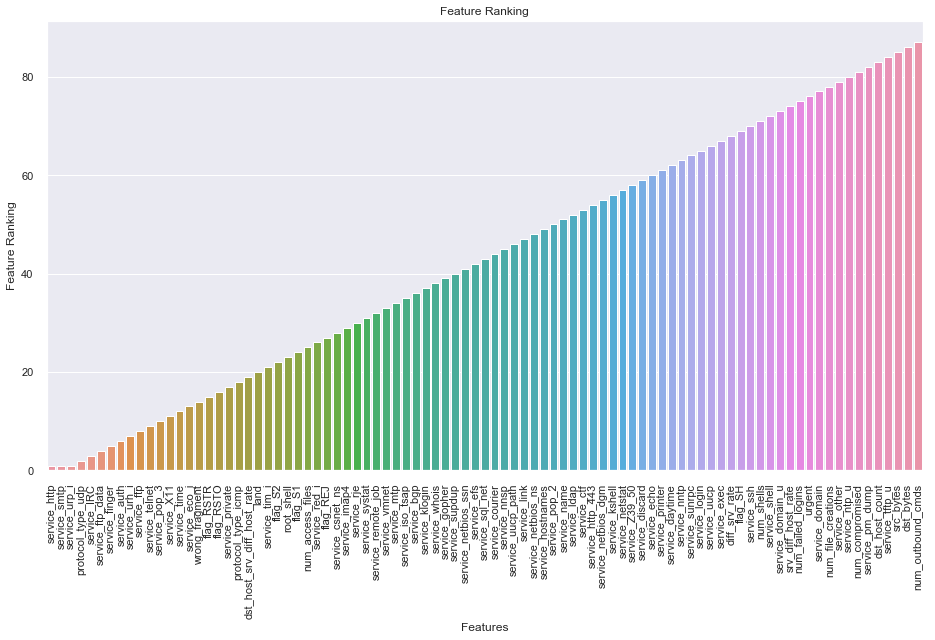 Feature Ranking
Feature Ranking
80
60
40
20
0
service_http
service_smtp
service_urp_i
protocol_type_udp
service_IRC
service_ftp_data
service_finger
service_auth
service_urh_i
service_ftp
service_telnet
service_pop_3
service_X11
service_time
service_eco_i
wrong_fragment
flag_RSTR
flag_RSTO
service_private
protocol_type_icmp
dst_host_srv_diff_host_rate
land
service_tim_i
flag_S2
root_shell
flag_S1
num_access_files
service_red_i
flag_REJ
service_csnet_ns
service_imap4
service_rje
service_systat
service_remote_job
service_vmnet
service_mtp
service_iso_tsap
service_bgp
service_klogin
service_whois
service_gopher
service_supdup
service_netbios_ssn
service_efs
service_sql_net
service_courier
service_nnsp
service_uucp_path
service_link
service_netbios_ns
service_hostnames
service_pop_2
service_name
service_ldap
service_ctf
service_http_443
service_netbios_dgm
service_kshell
service_netstat
service_Z39_50
service_discard
service_echo
service_printer
service_daytime
service_nntp
service_sunrpc
service_login
service_uucp
service_exec
diff_srv_rate
flag_SH
service_ssh
num_shells
service_shell
service_domain_u
srv_diff_host_rate
num_failed_logins
urgent
service_domain
num_file_creations
service_other
service_ntp_u
num_compromised
service_pm_dump
dst_host_count
service_tftp_u
src_bytes
dst_bytes
num_outbound_cmds
Features